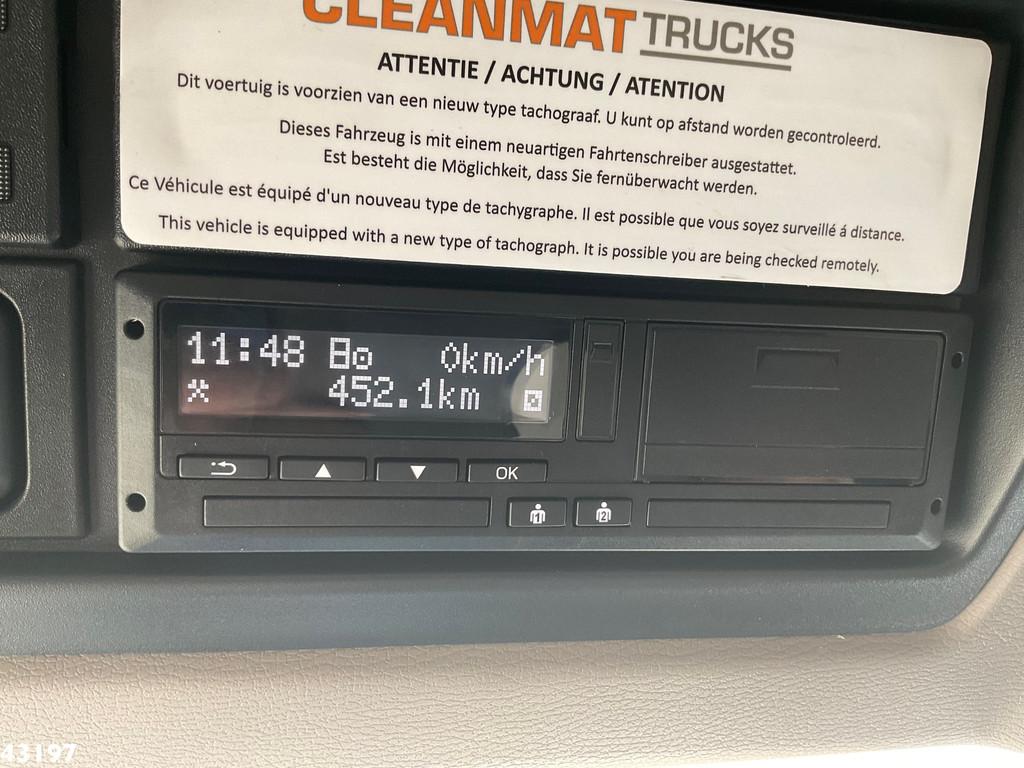 CLEANMAT TRUCKS
ATTENTIE / ACHTUNG / ATENTION
Dit voertuig is voorzien van een nieuw type tachograaf. U kunt op afstand worden gecontroleerd.
Dieses Fahrzeug is mit einem neuartigen Fahrtenschreiber ausgestattet.
Est besteht die Möglichkeit, dass Sie fernüberwacht werden.
Ce Véhicule est équipé d'un nouveau type de tachygraphe. Il est possible que vous soyez surveillé á distance.
This vehicle is equipped with a new type of tachograph. It is possible you are being checked remotely.
11:48 0km/h
452.1km
OK
1 2
43197